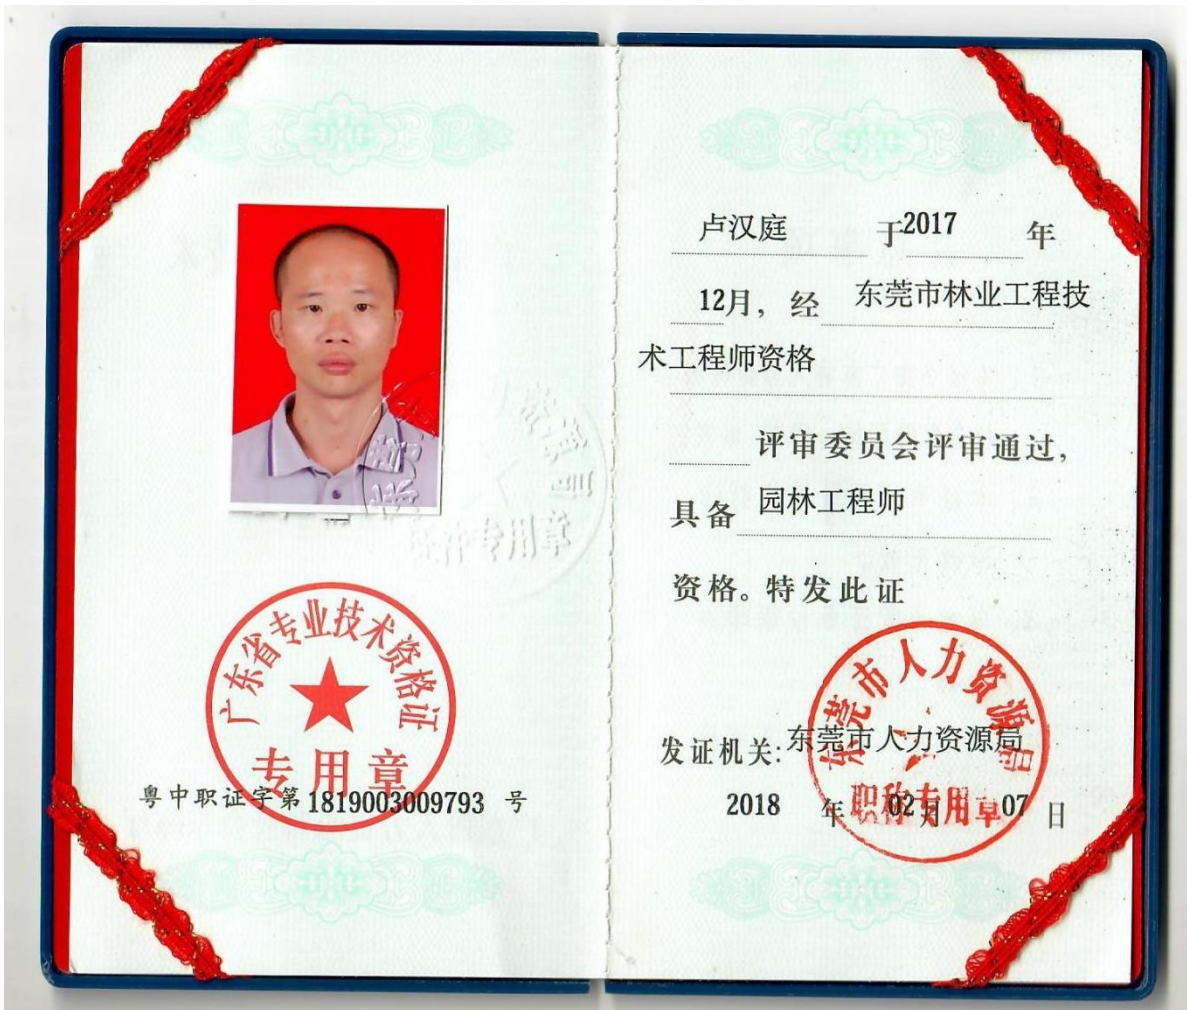 广东省专业技术资格证
专用章
粤中职证字第1819003009793 号
卢汉庭 于2017 年
12月，经 东莞市林业工程技
术工程师资格
评审委员会评审通过，
具备 园林工程师
资格。特发此证
东莞市人力资源局
发证机关:东莞市人力资源局
职称专用章
2018 年 02 月 07 日